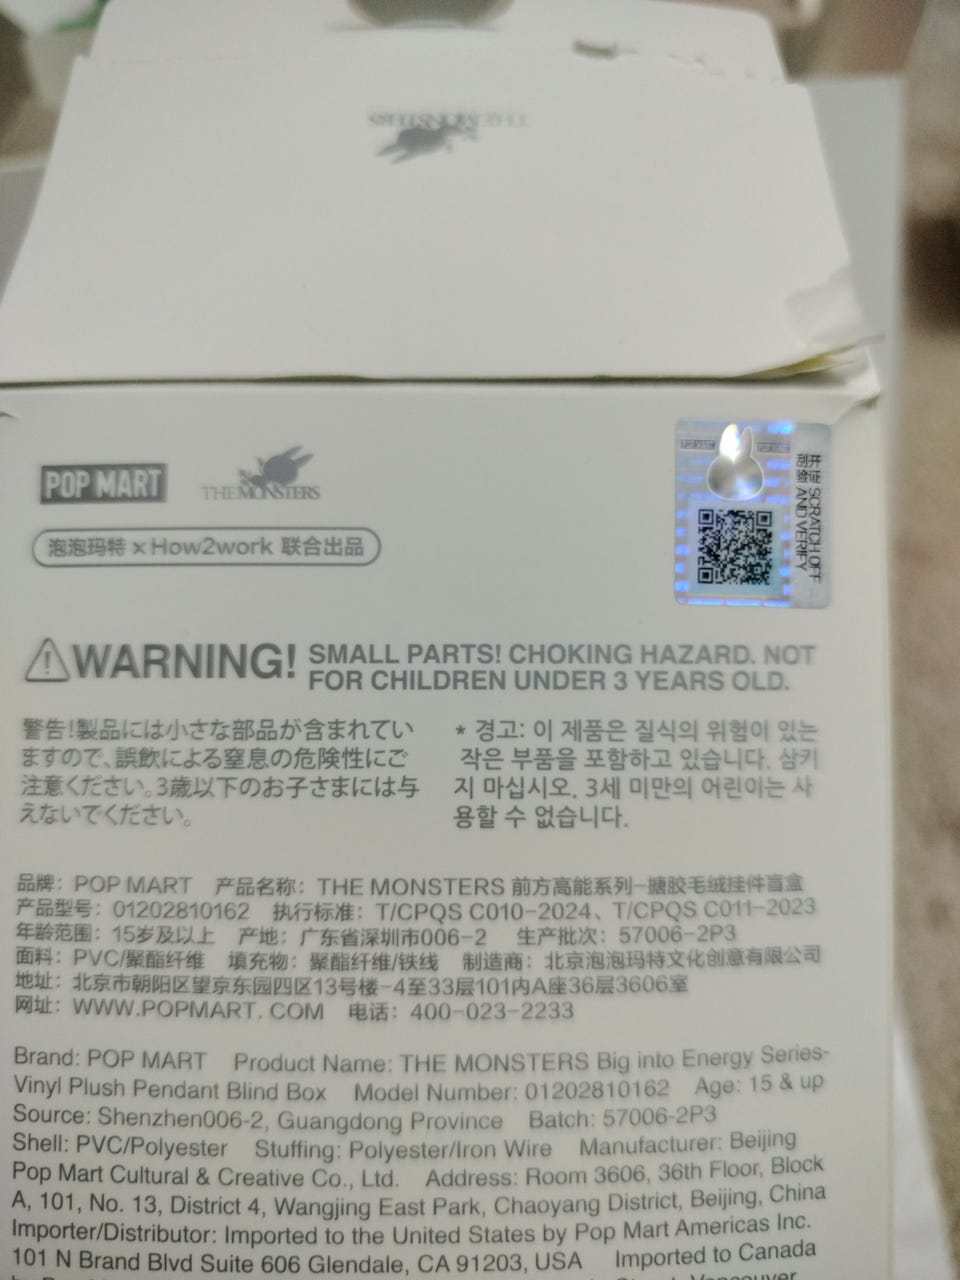 THE MONSTERS
POP MART
THE MONSTERS
泡泡玛特 x How2work 联合出品
POP MART
POP MART
开涂 SCRATCH OFF
刮验 AND VERIFY
WARNING! SMALL PARTS! CHOKING HAZARD. NOT
FOR CHILDREN UNDER 3 YEARS OLD.
警告!製品には小さな部品が含まれてい
ますので、誤飲による窒息の危険性にご
注意ください。3歳以下のお子さまには与
えないでください。
* 경고: 이 제품은 질식의 위험이 있는
작은 부품을 포함하고 있습니다. 삼키
지 마십시오. 3세 미만의 어린이는 사
용할 수 없습니다.
品牌：POP MART 产品名称：THE MONSTERS 前方高能系列-搪胶毛绒挂件盲盒
产品型号：01202810162 执行标准：T/CPQS C010-2024、T/CPQS C011-2023
年龄范围：15岁及以上 产地：广东省深圳市006-2 生产批次：57006-2P3
面料：PVC/聚酯纤维 填充物：聚酯纤维/铁线 制造商：北京泡泡玛特文化创意有限公司
地址：北京市朝阳区望京东园四区13号楼-4至33层101内A座36层3606室
网址：WWW.POPMART. COM 电话：400-023-2233
Brand: POP MART Product Name: THE MONSTERS Big into Energy Series-
Vinyl Plush Pendant Blind Box Model Number: 01202810162 Age: 15 & up
Source: Shenzhen006-2, Guangdong Province Batch: 57006-2P3
Shell: PVC/Polyester Stuffing: Polyester/Iron Wire Manufacturer: Beijing
Pop Mart Cultural & Creative Co., Ltd. Address: Room 3606, 36th Floor, Block
A, 101, No. 13, District 4, Wangjing East Park, Chaoyang District, Beijing, China
Importer/Distributor: Imported to the United States by Pop Mart Americas Inc.
101 N Brand Blvd Suite 606 Glendale, CA 91203, USA Imported to Canada
Vancouver